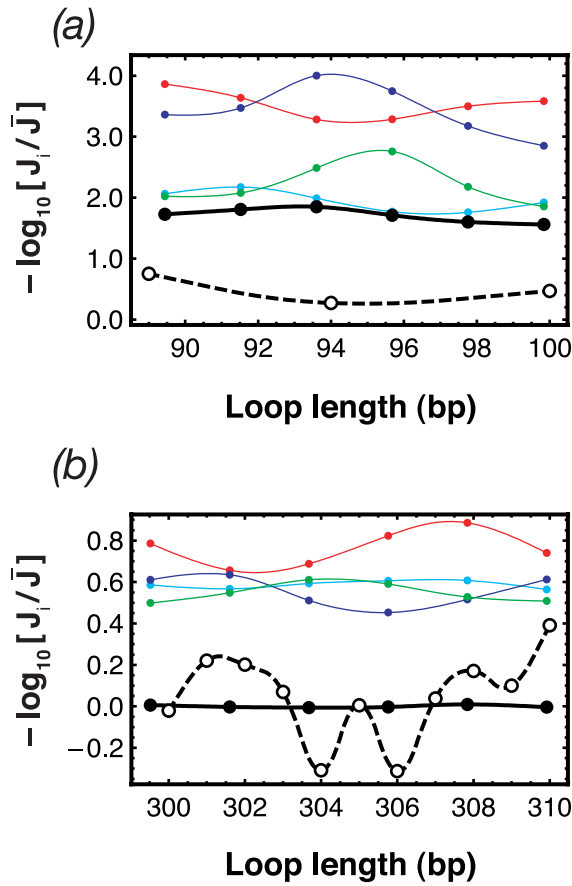 (a)
4.0
3.0
2.0
1.0
0.0
− log₁₀ [ Jᵢ / J̄ ]
90 92 94 96 98 100
Loop length (bp)
(b)
0.8
0.6
0.4
0.2
0.0
−0.2
− log₁₀ [ Jᵢ / J̄ ]
300 302 304 306 308 310
Loop length (bp)